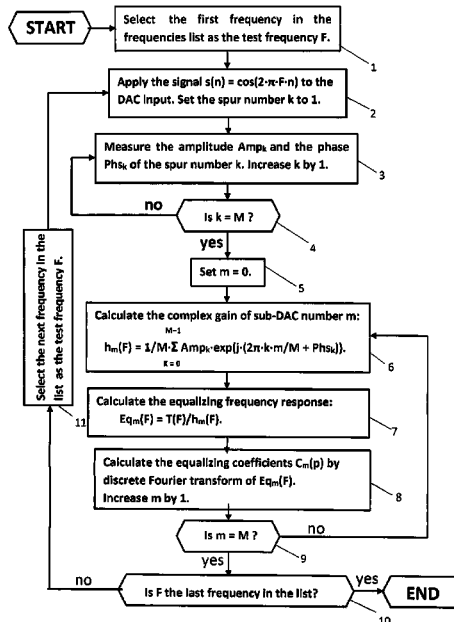 START
Select the first frequency in the
frequencies list as the test frequency F.
1
Apply the signal s(n) = cos(2·π·F·n) to the
DAC input. Set the spur number k to 1.
2
Measure the amplitude Ampk and the phase
Phsk of the spur number k. Increase k by 1.
3
no
Is k = M ?
4
yes
Set m = 0.
5
Calculate the complex gain of sub-DAC number m:
M-1
hm(F) = 1/M·Σ Ampk·exp(j·(2π·k·m/M + Phsk)).
K = 0
6
Calculate the equalizing frequency response:
Eqm(F) = T(F)/hm(F).
7
Calculate the equalizing coefficients Cm(p) by
discrete Fourier transform of Eqm(F).
Increase m by 1.
8
Is m = M ?
no
9
yes
Select the next frequency in the
list as the test frequency F.
11
no
Is F the last frequency in the list?
yes
END
10